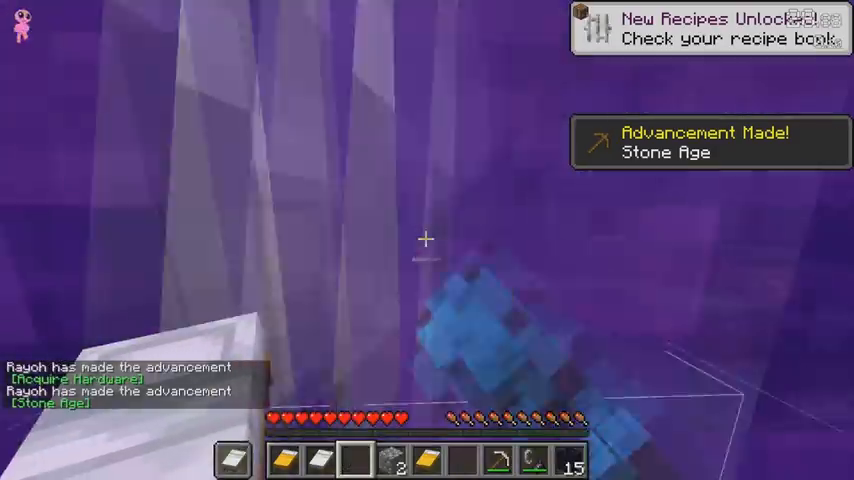 New Recipes Unlocked!
Check your recipe book
Advancement Made!
Stone Age
Rayoh has made the advancement
[Acquire Hardware]
Rayoh has made the advancement
[Stone Age]
2
15